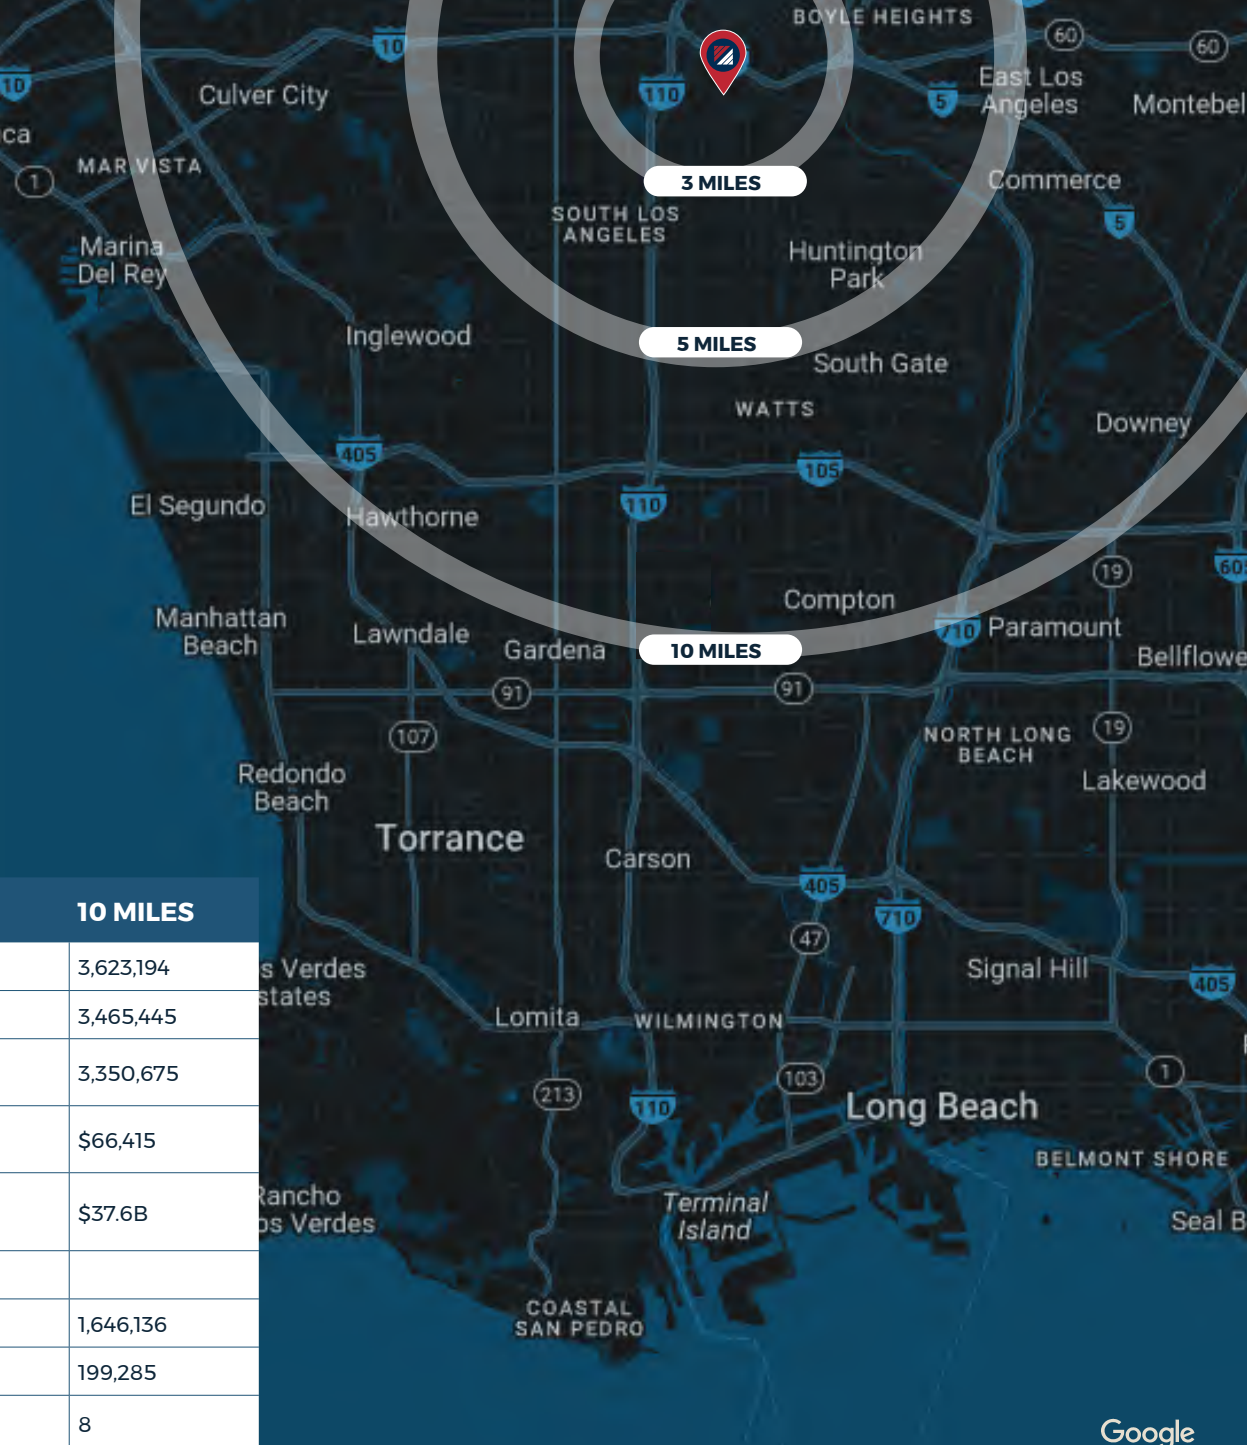 BOYLE HEIGHTS
10
60
60
10
Culver City
110
5
East Los
Angeles
Montebel
ca
1
MAR VISTA
3 MILES
Commerce
SOUTH LOS
ANGELES
5
Marina
Del Rey
Huntington
Park
Inglewood
5 MILES
South Gate
WATTS
Downey
405
105
El Segundo
110
Hawthorne
19
605
Compton
Manhattan
Beach
Lawndale
Gardena
10 MILES
710
Paramount
Bellflowe
91
91
107
NORTH LONG
BEACH
19
Redondo
Beach
Lakewood
Torrance
Carson
405
710
10 MILES
47
3,623,194
s Verdes
states
Signal Hill
405
3,465,445
Lomita
WILMINGTON
3,350,675
213
110
103
1
Long Beach
$66,415
BELMONT SHORE
Rancho
os Verdes
Terminal
Island
$37.6B
Seal B
COASTAL
SAN PEDRO
1,646,136
199,285
8
Google